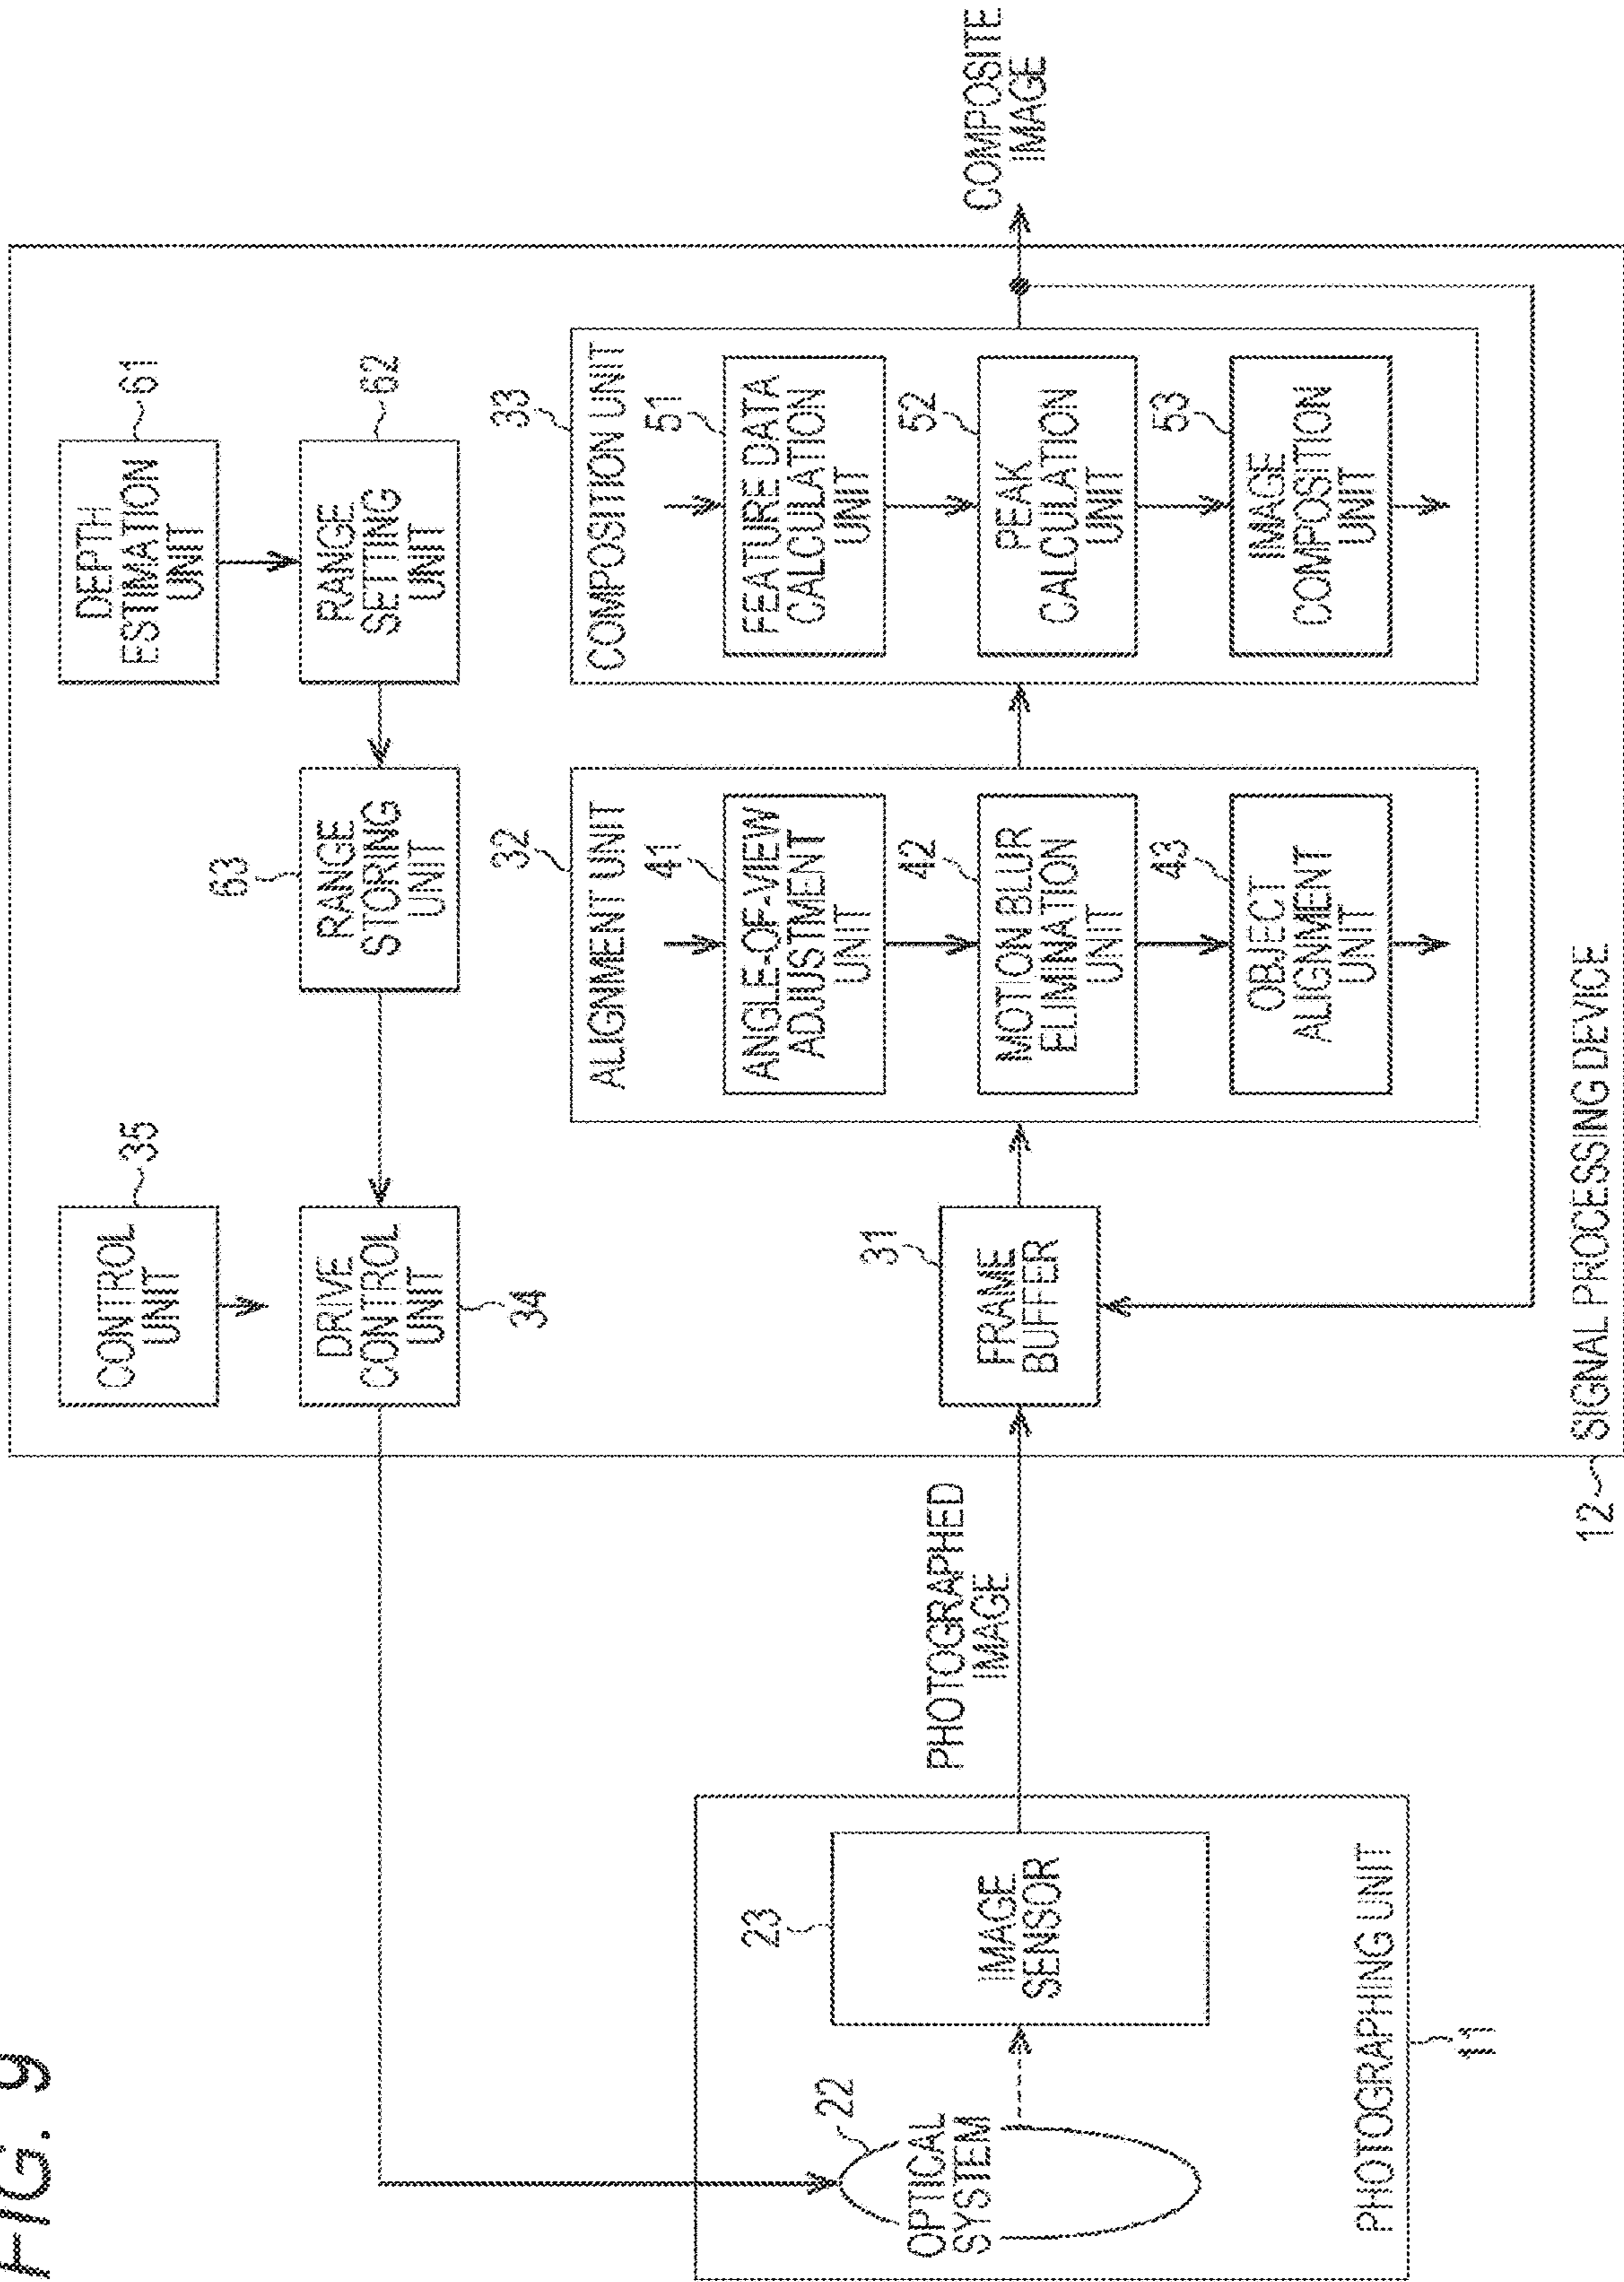 FIG. 9
CONTROL
UNIT
35
DEPTH
ESTIMATION
UNIT
61
DRIVE
CONTROL
UNIT
34
63
RANGE
STORING
UNIT
RANGE
SETTING
UNIT
62
32
ALIGNMENT UNIT
41
ANGLE-OF-VIEW
ADJUSTMENT
UNIT
42
MOTION BLUR
ELIMINATION
UNIT
43
OBJECT
ALIGNMENT
UNIT
33
COMPOSITION UNIT
51
FEATURE DATA
CALCULATION
UNIT
52
PEAK
CALCULATION
UNIT
53
IMAGE
COMPOSITION
UNIT
COMPOSITE
IMAGE
22
OPTICAL
SYSTEM
23
IMAGE
SENSOR
PHOTOGRAPHED
IMAGE
31
FRAME
BUFFER
PHOTOGRAPHING UNIT
11
12
SIGNAL PROCESSING DEVICE